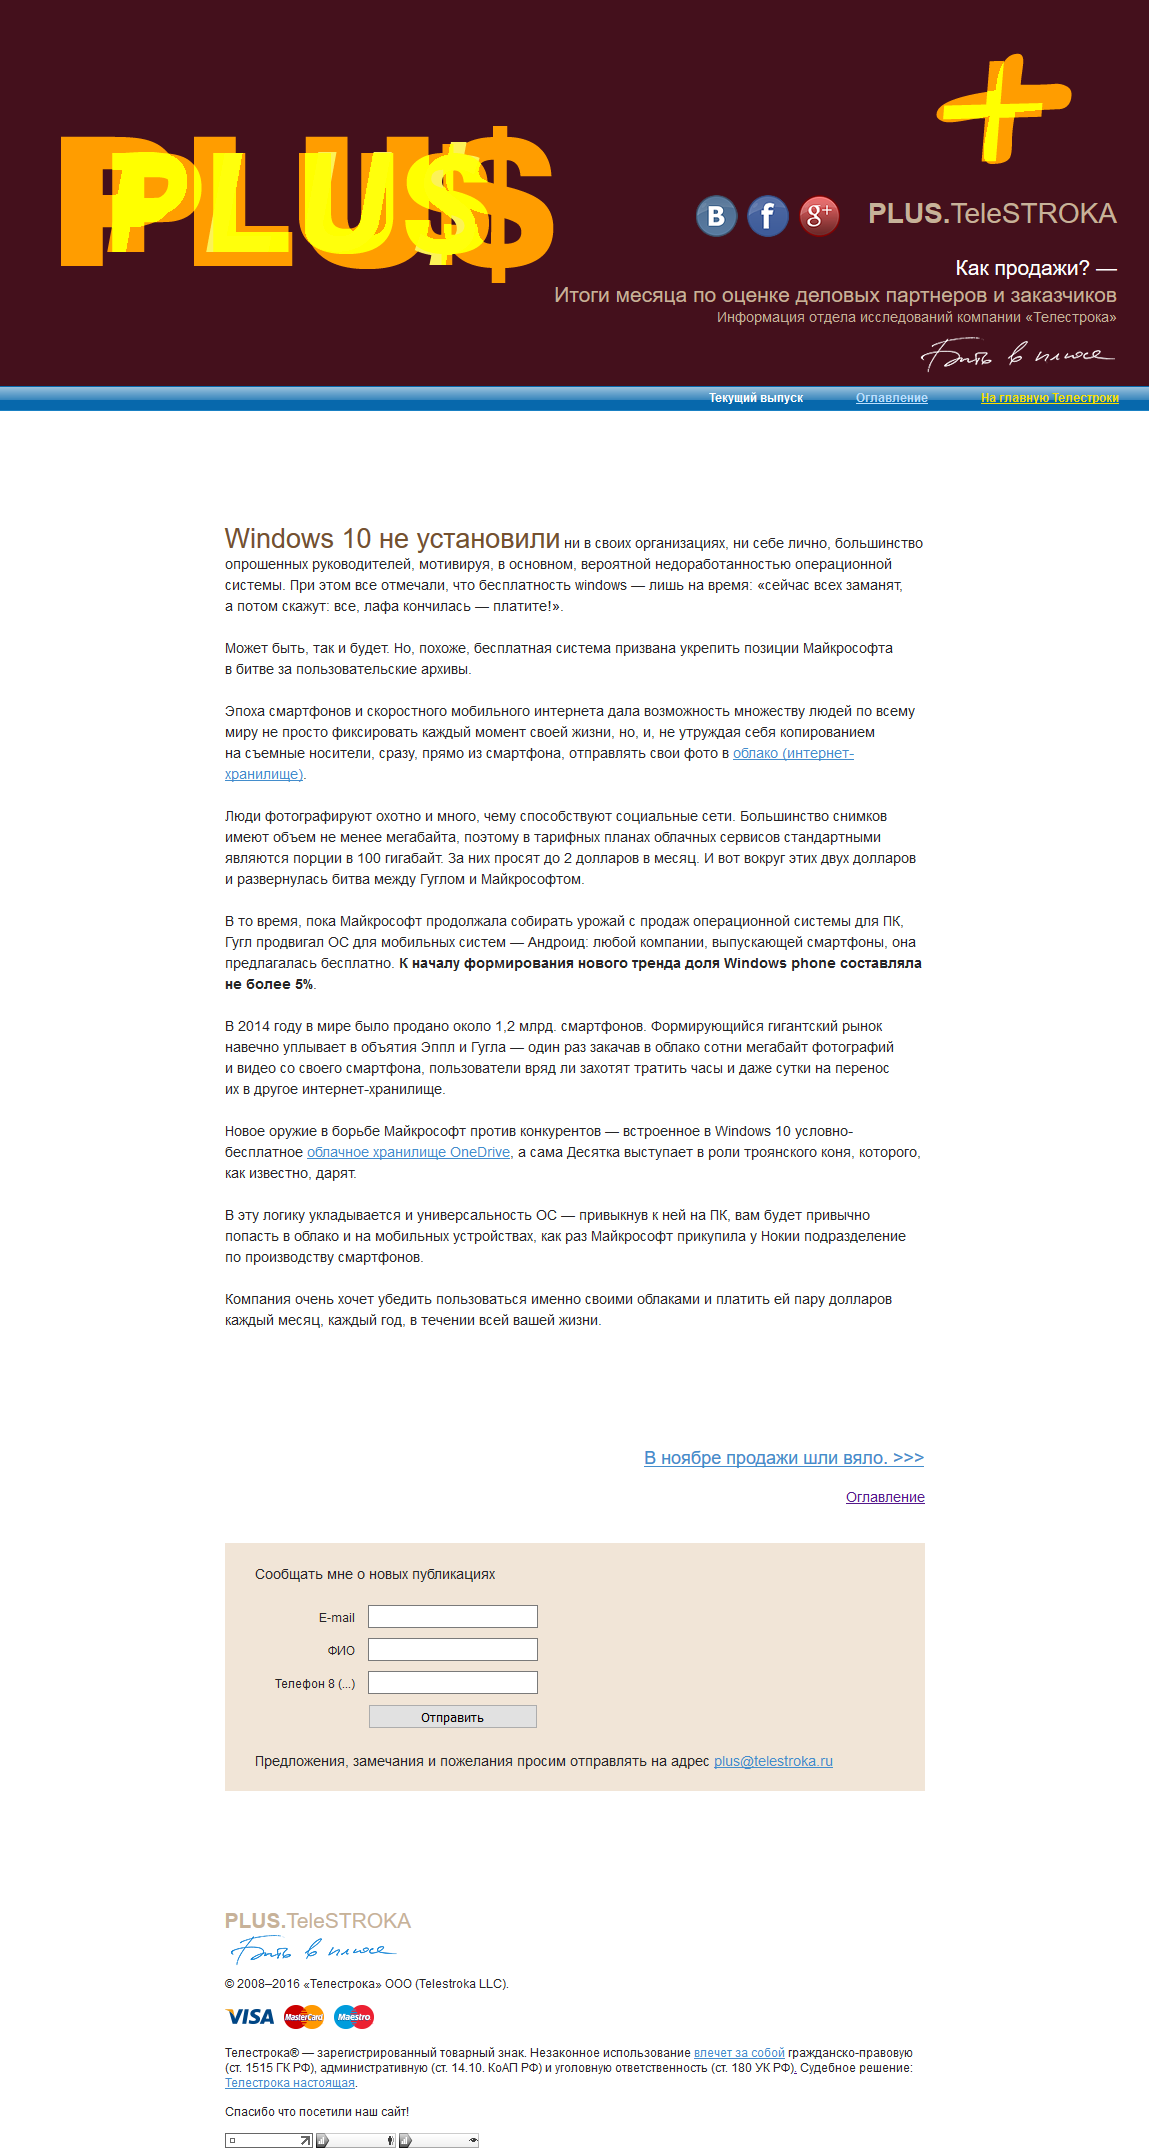 PLUS$
B f g+
PLUS.TeleSTROKA
Как продажи? —
Итоги месяца по оценке деловых партнеров и заказчиков
Информация отдела исследований компании «Телестрока»
Быть в плюсе
Текущий выпуск Оглавление На главную Телестроки
Windows 10 не установили ни в своих организациях, ни себе лично, большинство
опрошенных руководителей, мотивируя, в основном, вероятной недоработанностью операционной
системы. При этом все отмечали, что бесплатность windows — лишь на время: «сейчас всех заманят,
а потом скажут: все, лафа кончилась — платите!».
Может быть, так и будет. Но, похоже, бесплатная система призвана укрепить позиции Майкрософта
в битве за пользовательские архивы.
Эпоха смартфонов и скоростного мобильного интернета дала возможность множеству людей по всему
миру не просто фиксировать каждый момент своей жизни, но, и, не утруждая себя копированием
на съемные носители, сразу, прямо из смартфона, отправлять свои фото в облако (интернет-
хранилище).
Люди фотографируют охотно и много, чему способствуют социальные сети. Большинство снимков
имеют объем не менее мегабайта, поэтому в тарифных планах облачных сервисов стандартными
являются порции в 100 гигабайт. За них просят до 2 долларов в месяц. И вот вокруг этих двух долларов
и развернулась битва между Гуглом и Майкрософтом.
В то время, пока Майкрософт продолжала собирать урожай с продаж операционной системы для ПК,
Гугл продвигал ОС для мобильных систем — Андроид: любой компании, выпускающей смартфоны, она
предлагалась бесплатно. К началу формирования нового тренда доля Windows phone составляла
не более 5%.
В 2014 году в мире было продано около 1,2 млрд. смартфонов. Формирующийся гигантский рынок
навечно уплывает в объятия Эппл и Гугла — один раз закачав в облако сотни мегабайт фотографий
и видео со своего смартфона, пользователи вряд ли захотят тратить часы и даже сутки на перенос
их в другое интернет-хранилище.
Новое оружие в борьбе Майкрософт против конкурентов — встроенное в Windows 10 условно-
бесплатное облачное хранилище OneDrive, а сама Десятка выступает в роли троянского коня, которого,
как известно, дарят.
В эту логику укладывается и универсальность ОС — привыкнув к ней на ПК, вам будет привычно
попасть в облако и на мобильных устройствах, как раз Майкрософт прикупила у Нокии подразделение
по производству смартфонов.
Компания очень хочет убедить пользоваться именно своими облаками и платить ей пару долларов
каждый месяц, каждый год, в течении всей вашей жизни.
В ноябре продажи шли вяло. >>>
Оглавление
Сообщать мне о новых публикациях
E-mail
ФИО
Телефон 8 (...)
Отправить
Предложения, замечания и пожелания просим отправлять на адрес plus@telestroka.ru
PLUS.TeleSTROKA
Быть в плюсе
© 2008–2016 «Телестрока» ООО (Telestroka LLC).
VISA MasterCard Maestro
Телестрока® — зарегистрированный товарный знак. Незаконное использование влечет за собой гражданско-правовую
(ст. 1515 ГК РФ), административную (ст. 14.10. КоАП РФ) и уголовную ответственность (ст. 180 УК РФ). Судебное решение:
Телестрока настоящая.
Спасибо что посетили наш сайт!